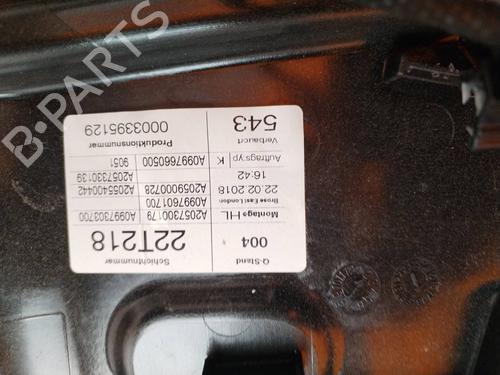 B-PARTS
Q-Stand Schichtnummer
004 22T218
Montage HL A2057300179 A0997303700
Brose East London A0997601700
22.02.2018 A2059000728 A2055400442
16:42 A2057330139
Auftragstyp K A0997660500 9051
Verbauort Produktionsnummer
543 0003395129